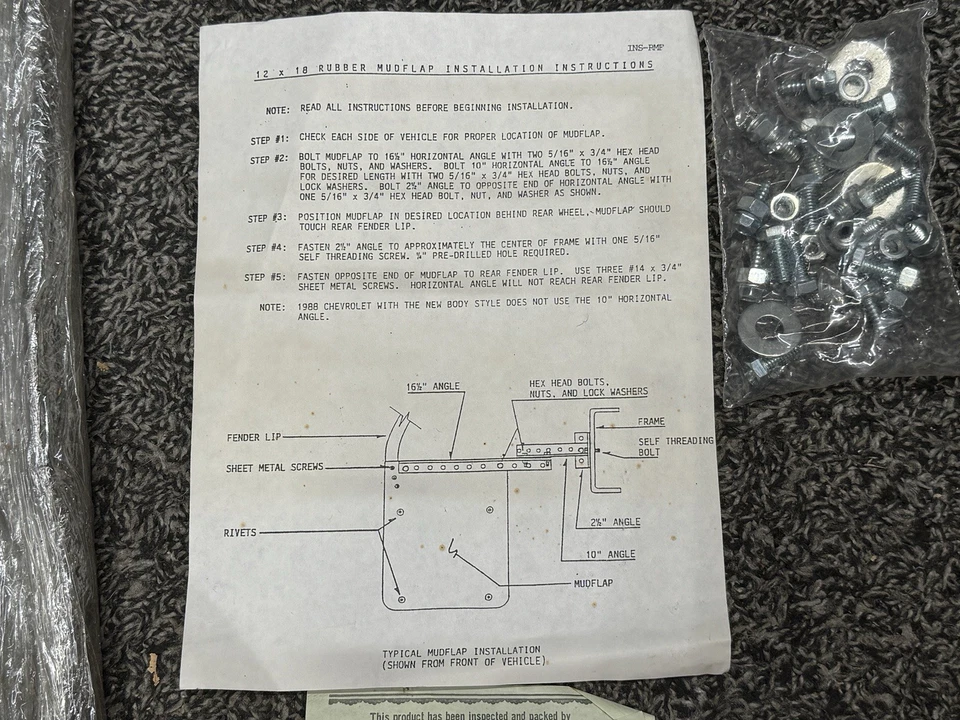 INS-RMF
12 x 18 RUBBER MUDFLAP INSTALLATION INSTRUCTIONS
NOTE: READ ALL INSTRUCTIONS BEFORE BEGINNING INSTALLATION.
STEP #1: CHECK EACH SIDE OF VEHICLE FOR PROPER LOCATION OF MUDFLAP.
STEP #2: BOLT MUDFLAP TO 16½" HORIZONTAL ANGLE WITH TWO 5/16" x 3/4" HEX HEAD
BOLTS, NUTS, AND WASHERS. BOLT 10" HORIZONTAL ANGLE TO 16½" ANGLE
FOR DESIRED LENGTH WITH TWO 5/16" x 3/4" HEX HEAD BOLTS, NUTS, AND
LOCK WASHERS. BOLT 2½" ANGLE TO OPPOSITE END OF HORIZONTAL ANGLE WITH
ONE 5/16" x 3/4" HEX HEAD BOLT, NUT, AND WASHER AS SHOWN.
STEP #3: POSITION MUDFLAP IN DESIRED LOCATION BEHIND REAR WHEEL, MUDFLAP SHOULD
TOUCH REAR FENDER LIP.
STEP #4: FASTEN 2½" ANGLE TO APPROXIMATELY THE CENTER OF FRAME WITH ONE 5/16"
SELF THREADING SCREW. ¼" PRE-DRILLED HOLE REQUIRED.
STEP #5: FASTEN OPPOSITE END OF MUDFLAP TO REAR FENDER LIP. USE THREE #14 x 3/4"
SHEET METAL SCREWS. HORIZONTAL ANGLE WILL NOT REACH REAR FENDER LIP.
NOTE: 1988 CHEVROLET WITH THE NEW BODY STYLE DOES NOT USE THE 10" HORIZONTAL
ANGLE.
16½" ANGLE
HEX HEAD BOLTS,
NUTS, AND LOCK WASHERS
FRAME
FENDER LIP
SELF THREADING
BOLT
SHEET METAL SCREWS
2½" ANGLE
RIVETS
10" ANGLE
MUDFLAP
TYPICAL MUDFLAP INSTALLATION
(SHOWN FROM FRONT OF VEHICLE)
This product has been inspected and packed by